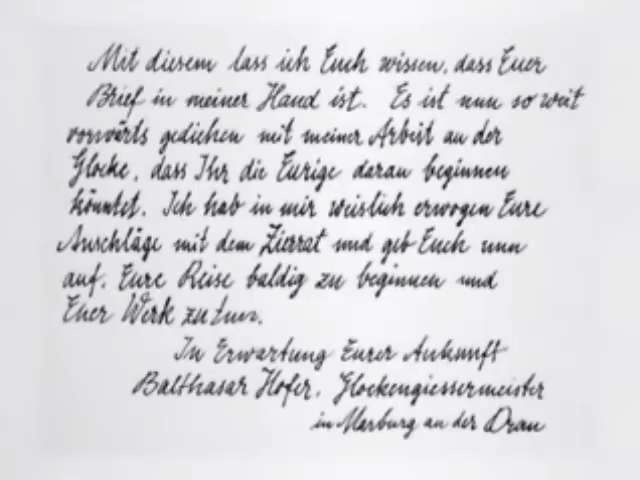 Mit diesem lass ich Euch wissen, dass Euer
Brief in meiner Hand ist. Es ist nun so weit
vorwärts gediehen mit meiner Arbeit an der
Glocke, dass Ihr die Eurige daran beginnen
könntet. Ich hab in mir weislich erwogen Eure
Anschläge mit dem Zierrat und geb Euch nun
auf, Eure Reise baldig zu beginnen und
Euer Werk zu tun.
In Erwartung Eurer Ankunft
Balthasar Hofer, Glockengiessermeister
in Marburg an der Drau